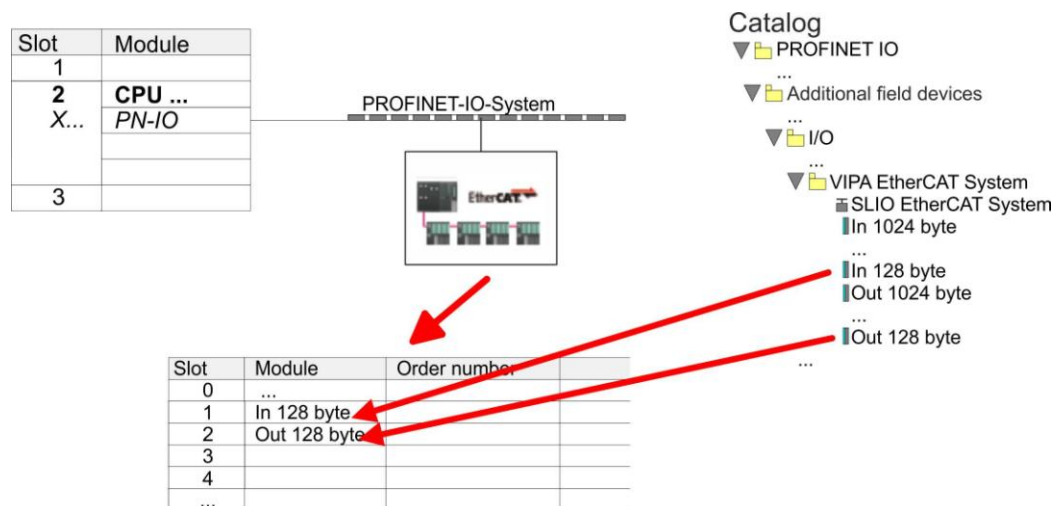 Slot Module
1
2 CPU ...
X... PN-IO
3
PROFINET-IO-System
EtherCAT
Catalog
PROFINET IO
...
Additional field devices
...
I/O
...
VIPA EtherCAT System
SLIO EtherCAT System
In 1024 byte
...
In 128 byte
Out 1024 byte
...
Out 128 byte
...
Slot Module Order number
0 ...
1 In 128 byte
2 Out 128 byte
3
4
...